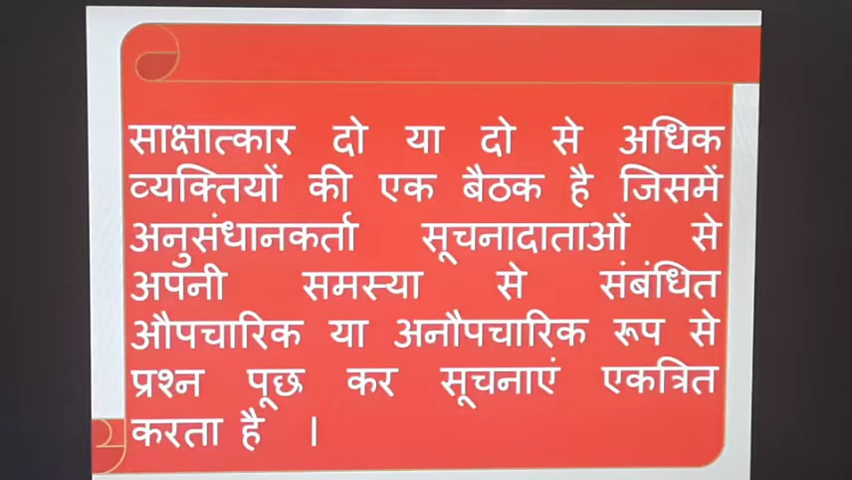 साक्षात्कार दो या दो से अधिक
व्यक्तियों की एक बैठक है जिसमें
अनुसंधानकर्ता सूचनादाताओं से
अपनी समस्या से संबंधित
औपचारिक या अनौपचारिक रूप से
प्रश्न पूछ कर सूचनाएं एकत्रित
करता है ।